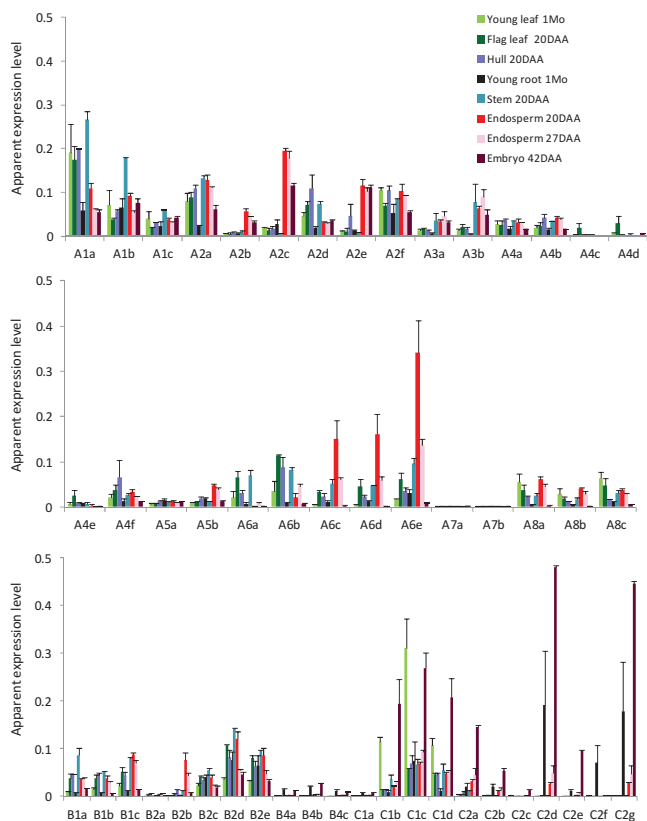 0.5
0.4
0.3
0.2
0.1
0
Apparent expression level
Young leaf 1Mo
Flag leaf 20DAA
Hull 20DAA
Young root 1Mo
Stem 20DAA
Endosperm 20DAA
Endosperm 27DAA
Embryo 42DAA
A1a A1b A1c A2a A2b A2c A2d A2e A2f A3a A3b A4a A4b A4c A4d
0.5
0.4
0.3
0.2
0.1
0
Apparent expression level
A4e A4f A5a A5b A6a A6b A6c A6d A6e A7a A7b A8a A8b A8c
0.5
0.4
0.3
0.2
0.1
0
Apparent expression level
B1a B1b B1c B2a B2b B2c B2d B2e B4a B4b B4c C1a C1b C1c C1d C2a C2b C2c C2d C2e C2f C2g